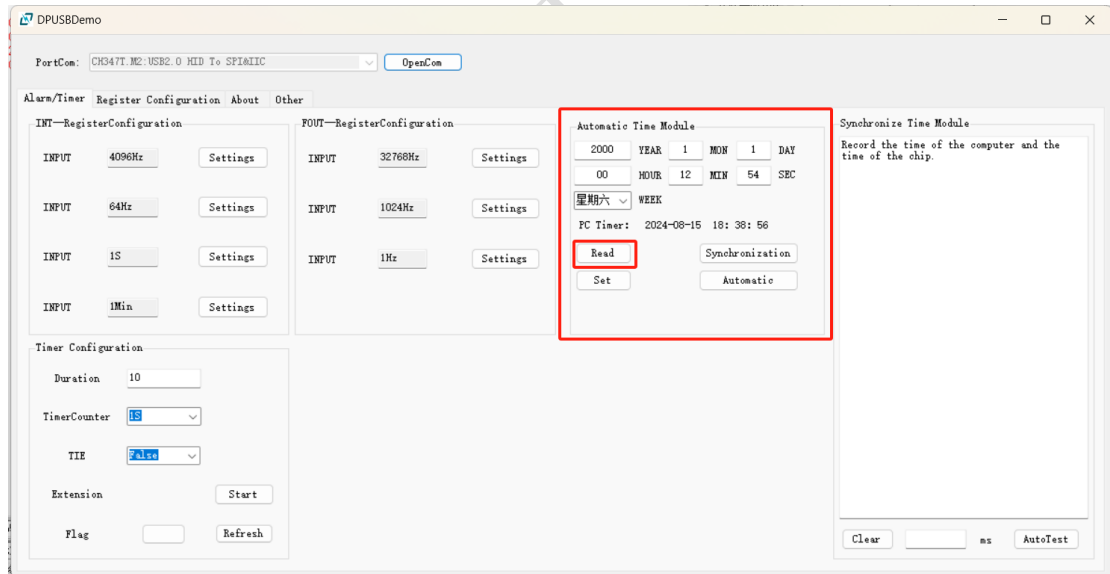 DPUSBDemo
PortCom: CH347T.M2:USB2.0 HID To SPI&IIC OpenCom
Alarm/Timer Register Configuration About Other
INT—RegisterConfiguration
INPUT 4096Hz Settings
INPUT 64Hz Settings
INPUT 1S Settings
INPUT 1Min Settings
FOUT—RegisterConfiguration
INPUT 32768Hz Settings
INPUT 1024Hz Settings
INPUT 1Hz Settings
Automatic Time Module
2000 YEAR 1 MON 1 DAY
00 HOUR 12 MIN 54 SEC
星期六 WEEK
PC Timer: 2024-08-15 18: 38: 56
Read Synchronization
Set Automatic
Synchronize Time Module
Record the time of the computer and the
time of the chip.
Clear ms AutoTest
Timer Configuration
Duration 10
TimerCounter 1S
TIE False
Extension Start
Flag Refresh